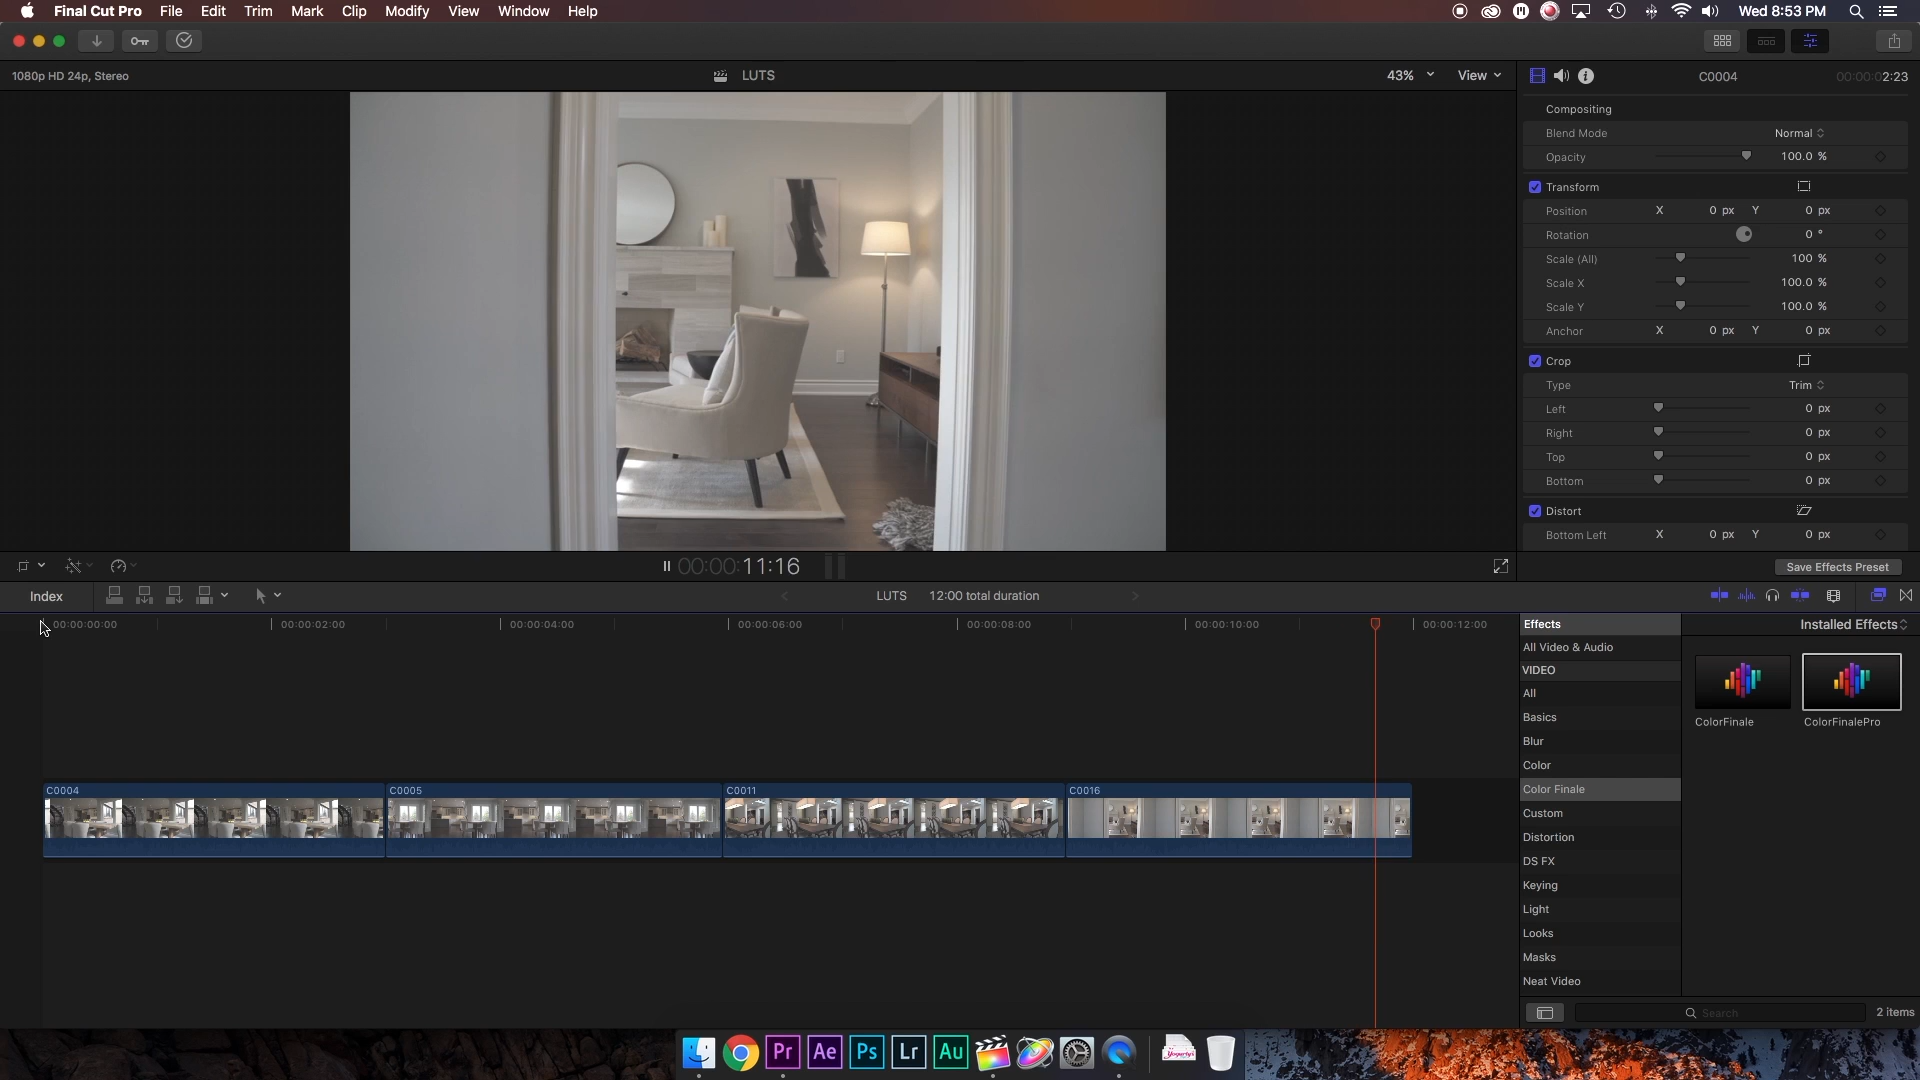 Final Cut Pro File Edit Trim Mark Clip Modify View Window Help Wed 8:53 PM
1080p HD 24p, Stereo LUTS 43% View C0004 00:00:02:23
Compositing
Blend Mode Normal
Opacity 100.0 %
Transform
Position X 0 px Y 0 px
Rotation 0 °
Scale (All) 100 %
Scale X 100.0 %
Scale Y 100.0 %
Anchor X 0 px Y 0 px
Crop
Type Trim
Left 0 px
Right 0 px
Top 0 px
Bottom 0 px
Distort
Bottom Left X 0 px Y 0 px
00:00:11:16 Save Effects Preset
Index LUTS 12:00 total duration
00:00:00:00 00:00:02:00 00:00:04:00 00:00:06:00 00:00:08:00 00:00:10:00 00:00:12:00
Effects Installed Effects
All Video & Audio
VIDEO
All
Basics
Blur
Color
Color Finale
Custom
Distortion
DS FX
Keying
Light
Looks
Masks
Neat Video
ColorFinale ColorFinalePro
C0004 C0005 C0011 C0016
Search 2 items
Pr Ae Ps Lr Au